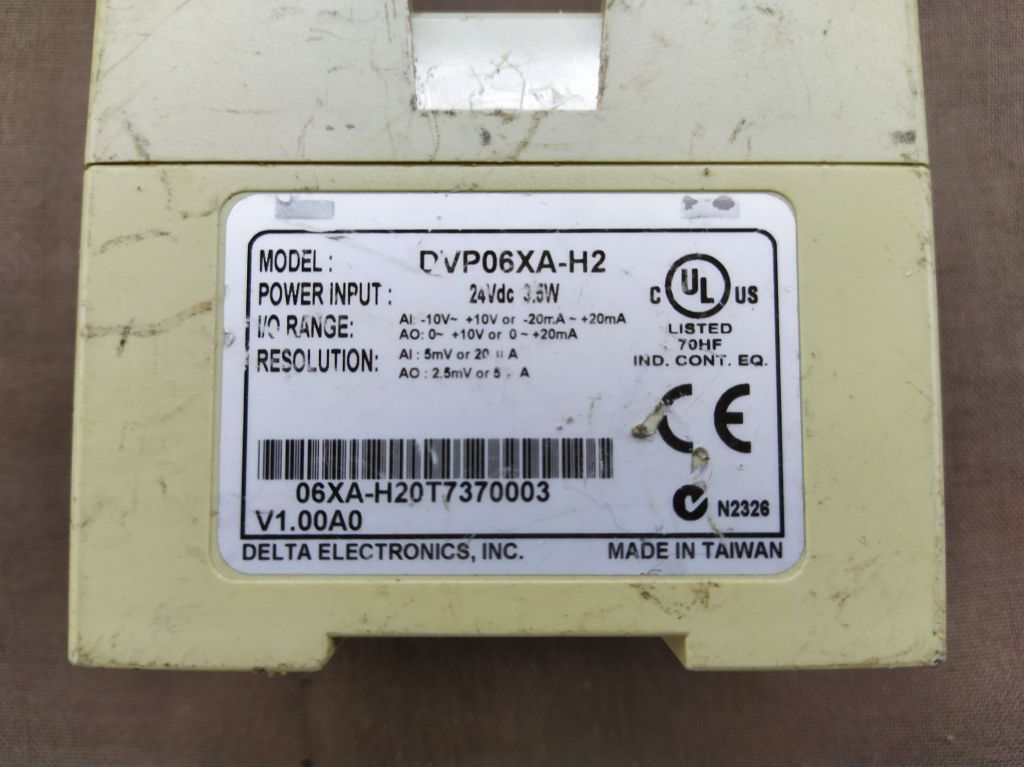 MODEL : DVP06XA-H2
POWER INPUT : 24Vdc 3.5W
I/O RANGE: AI: -10V~ +10V or -20mA ~ +20mA
AO: 0~ +10V or 0 ~ +20mA
RESOLUTION: AI : 5mV or 20 u A
AO : 2.5mV or 5 A
C UL US
LISTED
70HF
IND. CONT. EQ.
CE
06XA-H20T7370003
N2326
V1.00A0
DELTA ELECTRONICS, INC. MADE IN TAIWAN